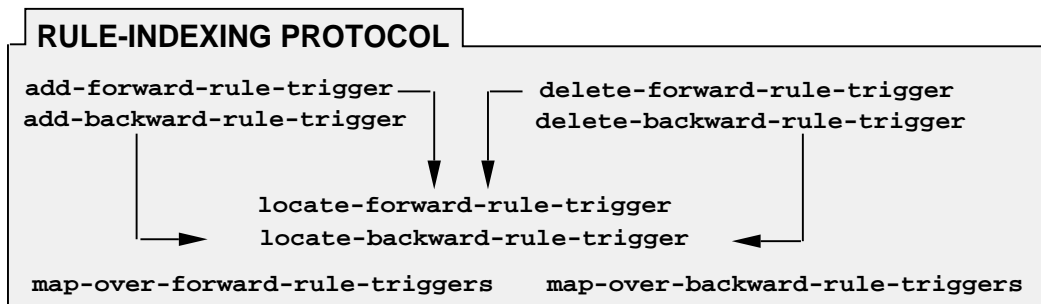 RULE-INDEXING PROTOCOL
add-forward-rule-trigger delete-forward-rule-trigger
add-backward-rule-trigger delete-backward-rule-trigger
locate-forward-rule-trigger
locate-backward-rule-trigger
map-over-forward-rule-triggers map-over-backward-rule-triggers